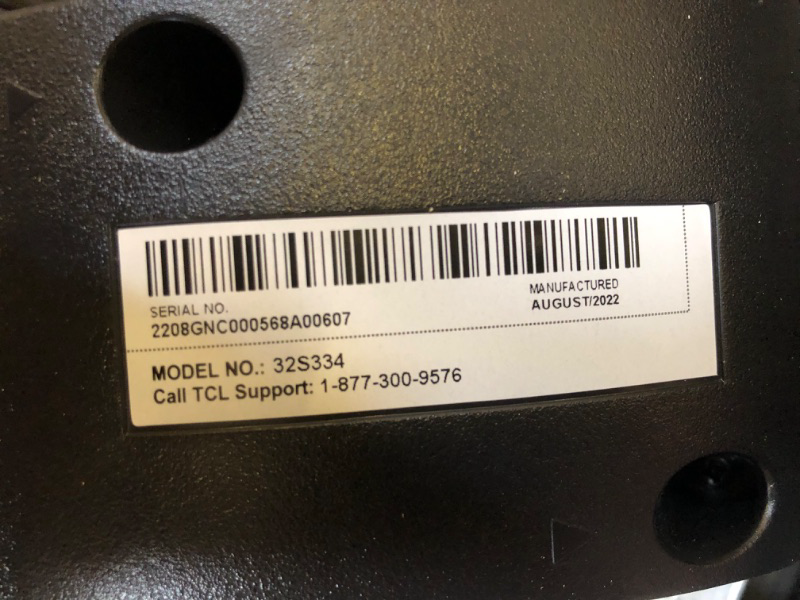 SERIAL NO.
2208GNC000568A00607
MANUFACTURED
AUGUST/2022
MODEL NO.: 32S334
Call TCL Support: 1-877-300-9576